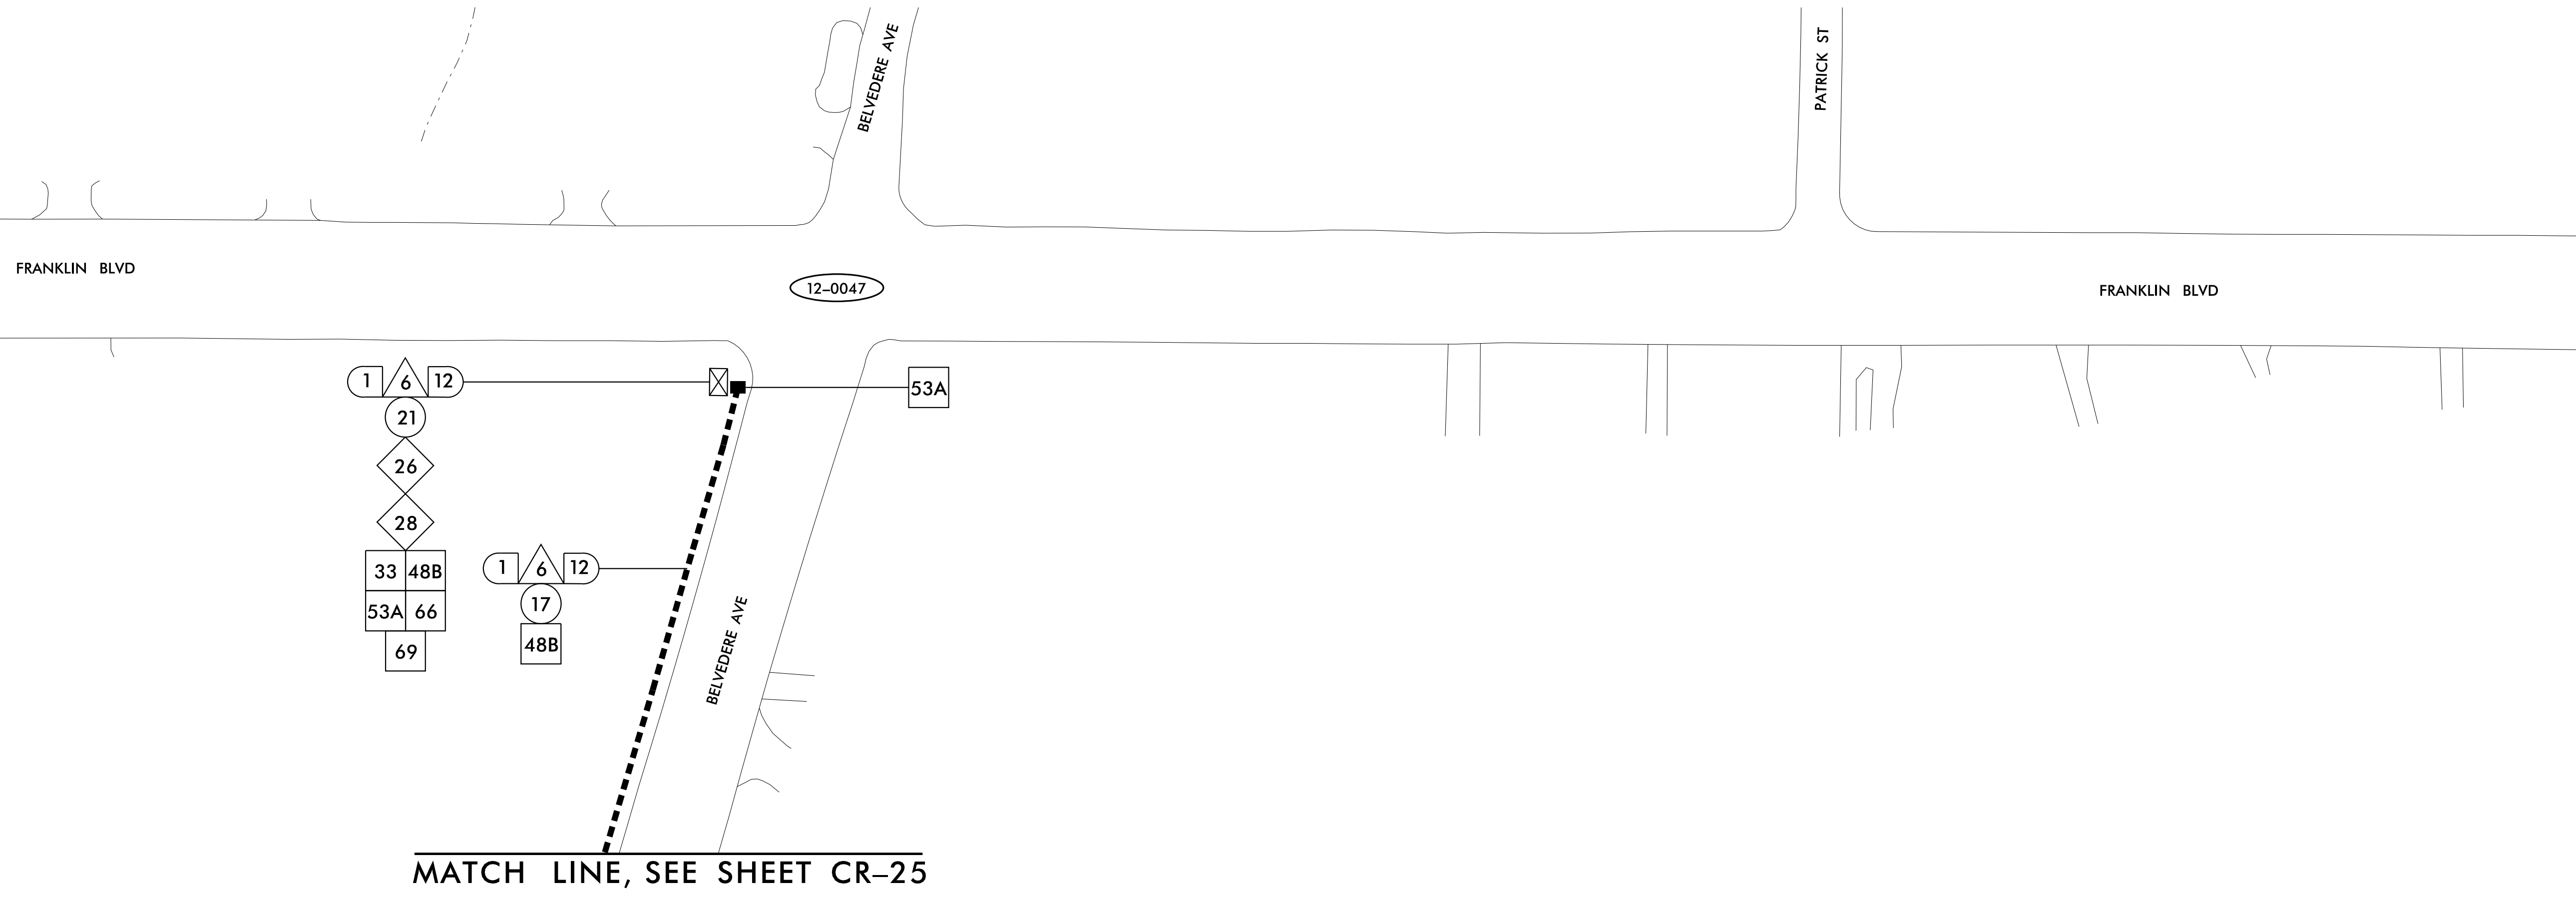 BELVEDERE AVE
PATRICK ST
FRANKLIN BLVD
12–0047
FRANKLIN BLVD
1 6 12
53A
21
26
28
33 48B
53A 66
69
1 6 12
17
48B
BELVEDERE AVE
MATCH LINE, SEE SHEET CR–25